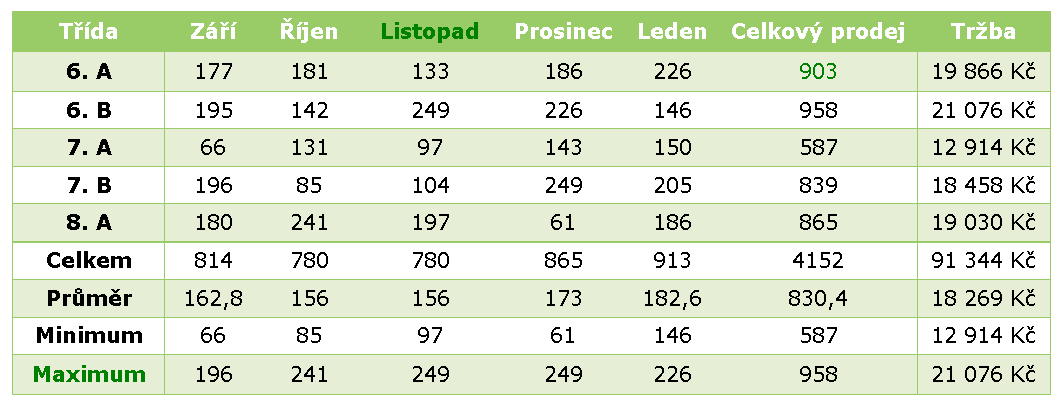 Třída Září Říjen Listopad Prosinec Leden Celkový prodej Tržba
6. A 177 181 133 186 226 903 19 866 Kč
6. B 195 142 249 226 146 958 21 076 Kč
7. A 66 131 97 143 150 587 12 914 Kč
7. B 196 85 104 249 205 839 18 458 Kč
8. A 180 241 197 61 186 865 19 030 Kč
Celkem 814 780 780 865 913 4152 91 344 Kč
Průměr 162,8 156 156 173 182,6 830,4 18 269 Kč
Minimum 66 85 97 61 146 587 12 914 Kč
Maximum 196 241 249 249 226 958 21 076 Kč